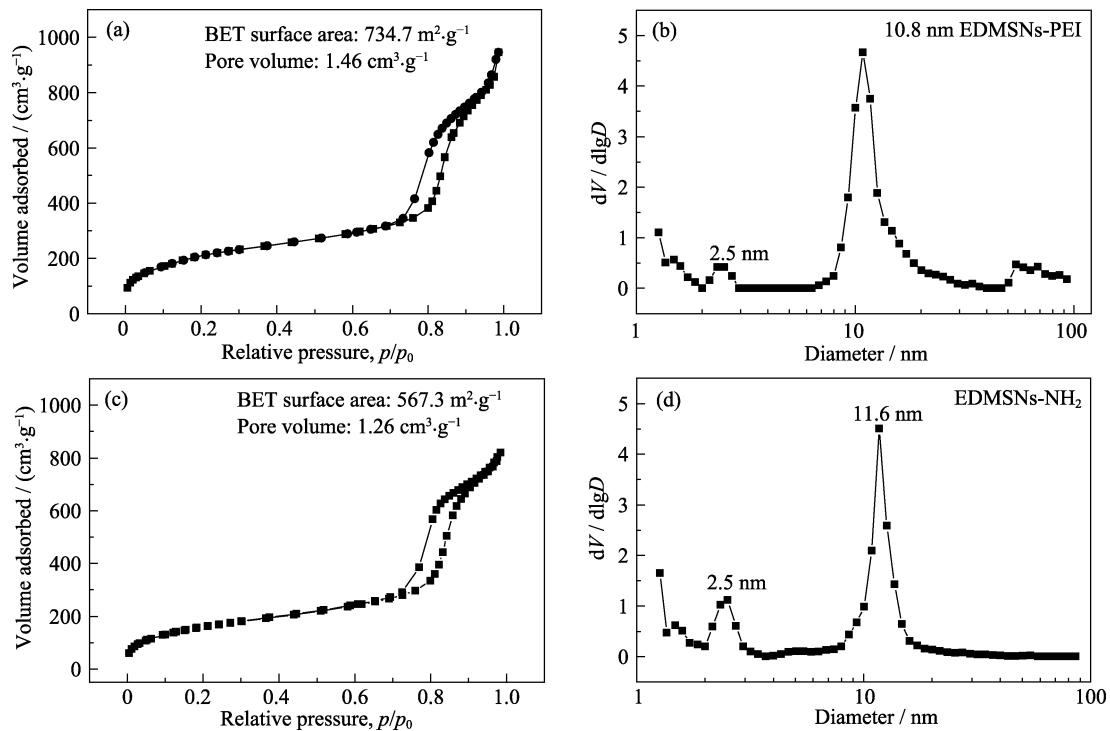 (a)
BET surface area: 734.7 m²·g⁻¹
Pore volume: 1.46 cm³·g⁻¹
Volume adsorbed / (cm³·g⁻¹)
1000
800
600
400
200
0
0 0.2 0.4 0.6 0.8 1.0
Relative pressure, p/p₀
(b)
10.8 nm EDMSNs-PEI
2.5 nm
dV / dlgD
5
4
3
2
1
0
1 10 100
Diameter / nm
(c)
BET surface area: 567.3 m²·g⁻¹
Pore volume: 1.26 cm³·g⁻¹
Volume adsorbed / (cm³·g⁻¹)
1000
800
600
400
200
0
0 0.2 0.4 0.6 0.8 1.0
Relative pressure, p/p₀
(d)
EDMSNs-NH₂
11.6 nm
2.5 nm
dV / dlgD
5
4
3
2
1
0
1 10 100
Diameter / nm